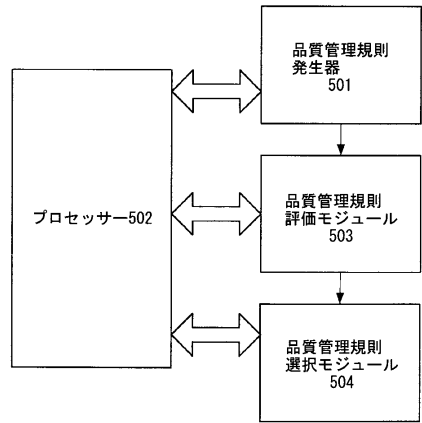 品質管理規則
発生器
501
プロセッサー502
品質管理規則
評価モジュール
503
品質管理規則
選択モジュール
504